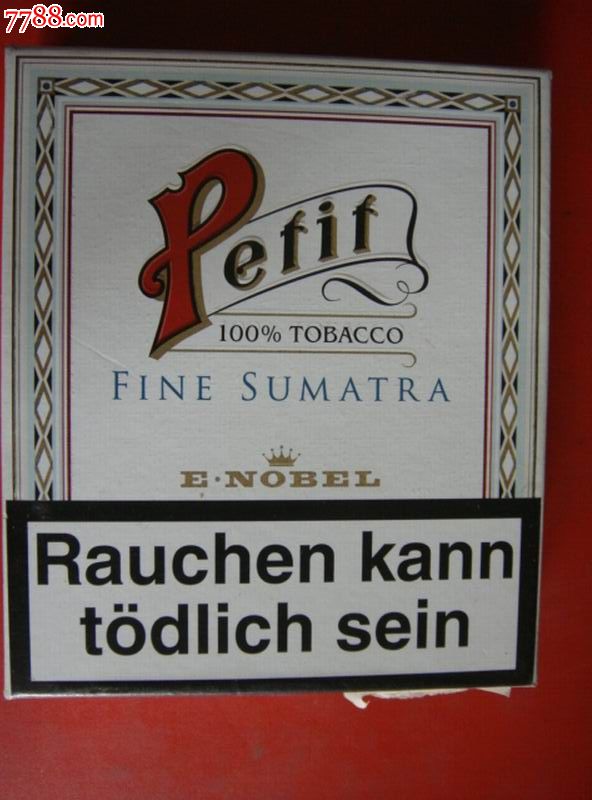 7788.com
Petit
100% TOBACCO
FINE SUMATRA
E·NOBEL
Rauchen kann
tödlich sein